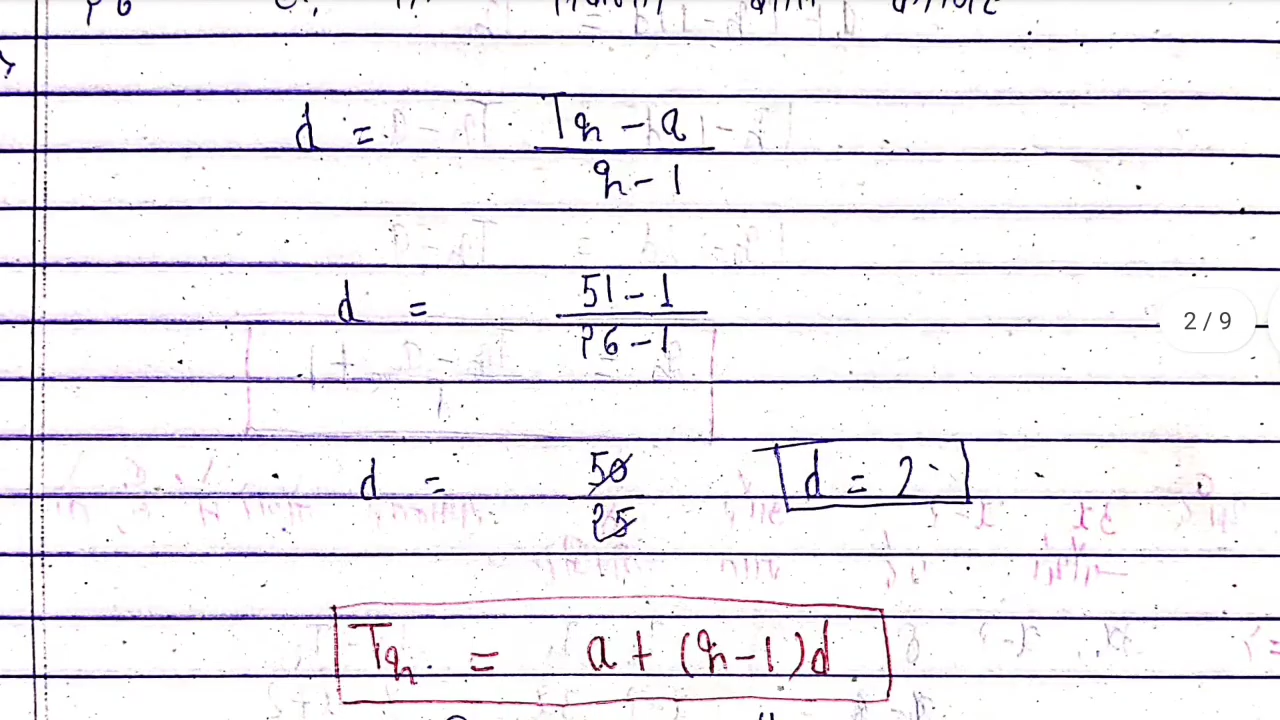 d = Tn - a / n - 1
d = 51 - 1 / 26 - 1
2 / 9
d = 50 / 25 d = 2
Tn = a + (n - 1)d